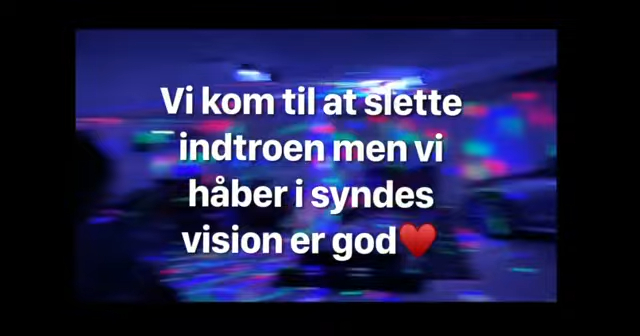 Vi kom til at slette
indtroen men vi
håber i syndes
vision er god♥️